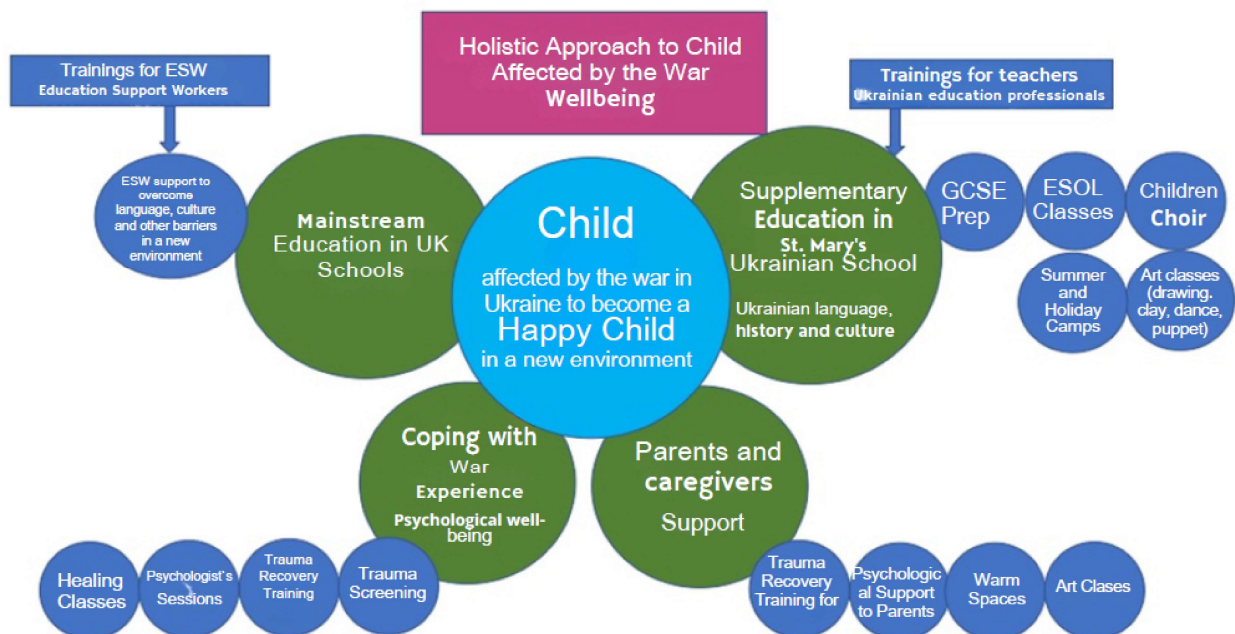 Holistic Approach to Child
Affected by the War
Wellbeing
Trainings for ESW
Education Support Workers
Trainings for teachers
Ukrainian education professionals
ESW support to
overcome
language, culture
and other barriers
in a new
environment
Mainstream
Education in UK
Schools
Child
affected by the war in
Ukraine to become a
Happy Child
in a new environment
Supplementary
Education in
St. Mary's
Ukrainian School
Ukrainian language,
history and culture
GCSE
Prep
ESOL
Classes
Children
Choir
Summer
and
Holiday
Camps
Art classes
(drawing.
clay, dance,
puppet)
Coping with
War
Experience
Psychological well-
being
Parents and
caregivers
Support
Healing
Classes
Psychologist`s
Sessions
Trauma
Recovery
Training
Trauma
Screening
Trauma
Recovery
Training for
Psychologic
al Support
to Parents
Warm
Spaces
Art Clases